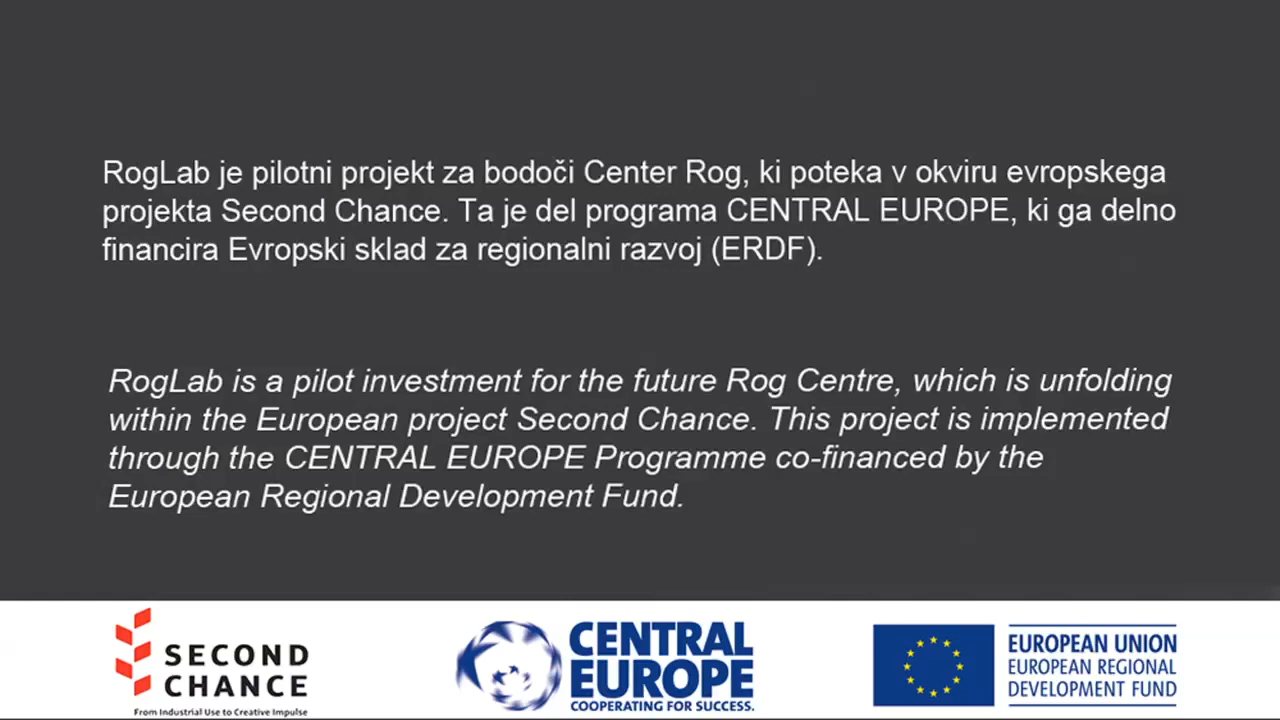 RogLab je pilotni projekt za bodoči Center Rog, ki poteka v okviru evropskega
projekta Second Chance. Ta je del programa CENTRAL EUROPE, ki ga delno
financira Evropski sklad za regionalni razvoj (ERDF).
RogLab is a pilot investment for the future Rog Centre, which is unfolding
within the European project Second Chance. This project is implemented
through the CENTRAL EUROPE Programme co-financed by the
European Regional Development Fund.
SECOND
CHANCE
From Industrial Use to Creative Impulse
CENTRAL
EUROPE
COOPERATING FOR SUCCESS.
EUROPEAN UNION
EUROPEAN REGIONAL
DEVELOPMENT FUND